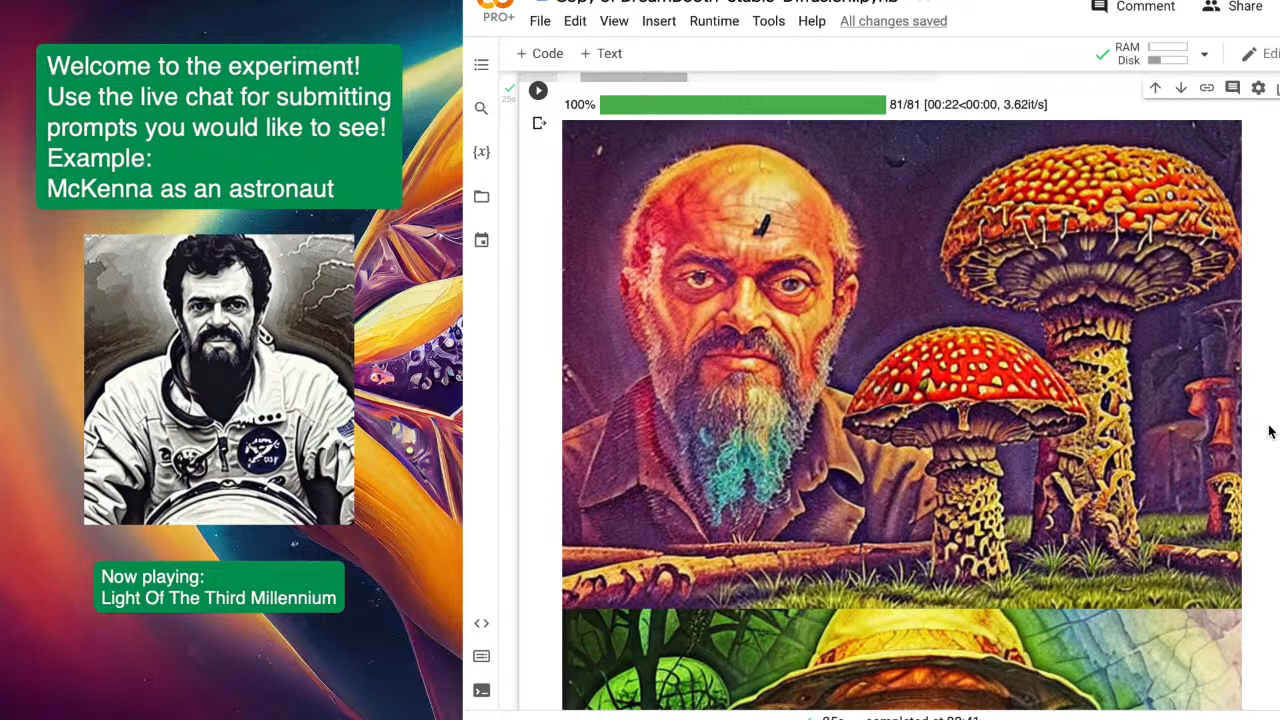 Welcome to the experiment!
Use the live chat for submitting
prompts you would like to see!
Example:
McKenna as an astronaut
Now playing:
Light Of The Third Millennium
PRO+
Comment
Share
File Edit View Insert Runtime Tools Help All changes saved
+ Code + Text
RAM
Disk
25s
{x}
100%
81/81 [00:22<00:00, 3.62it/s]